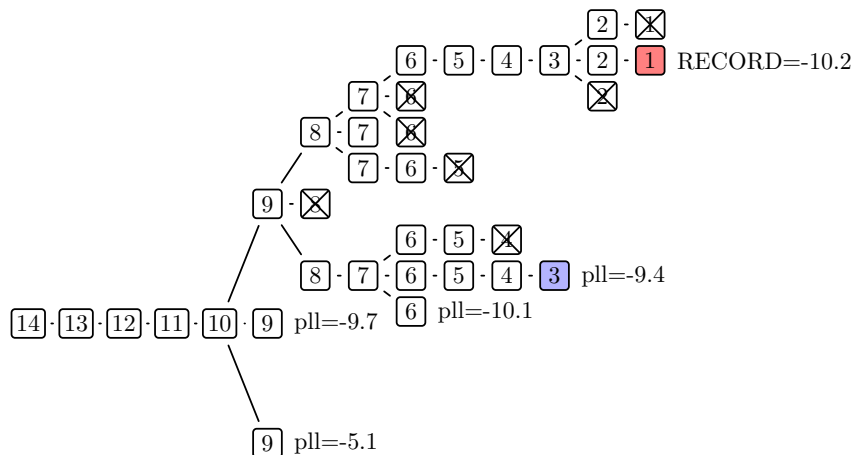 2 1
6 5 4 3 2 1 RECORD=-10.2
7 6 2
8 7 6
7 6 5
9 8
6 5 4
8 7 6 5 4 3 pll=-9.4
6 pll=-10.1
14 13 12 11 10 9 pll=-9.7
9 pll=-5.1